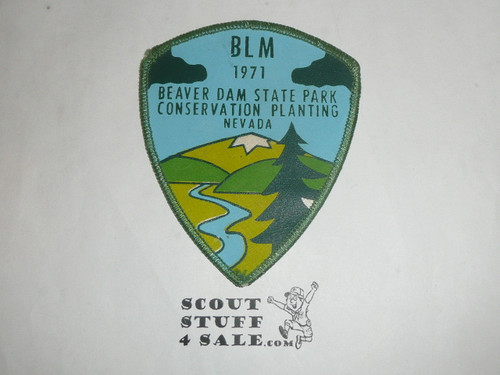 BLM
1971
BEAVER DAM STATE PARK
CONSERVATION PLANTING
NEVADA
SCOUT
STUFF
4 SALE.com